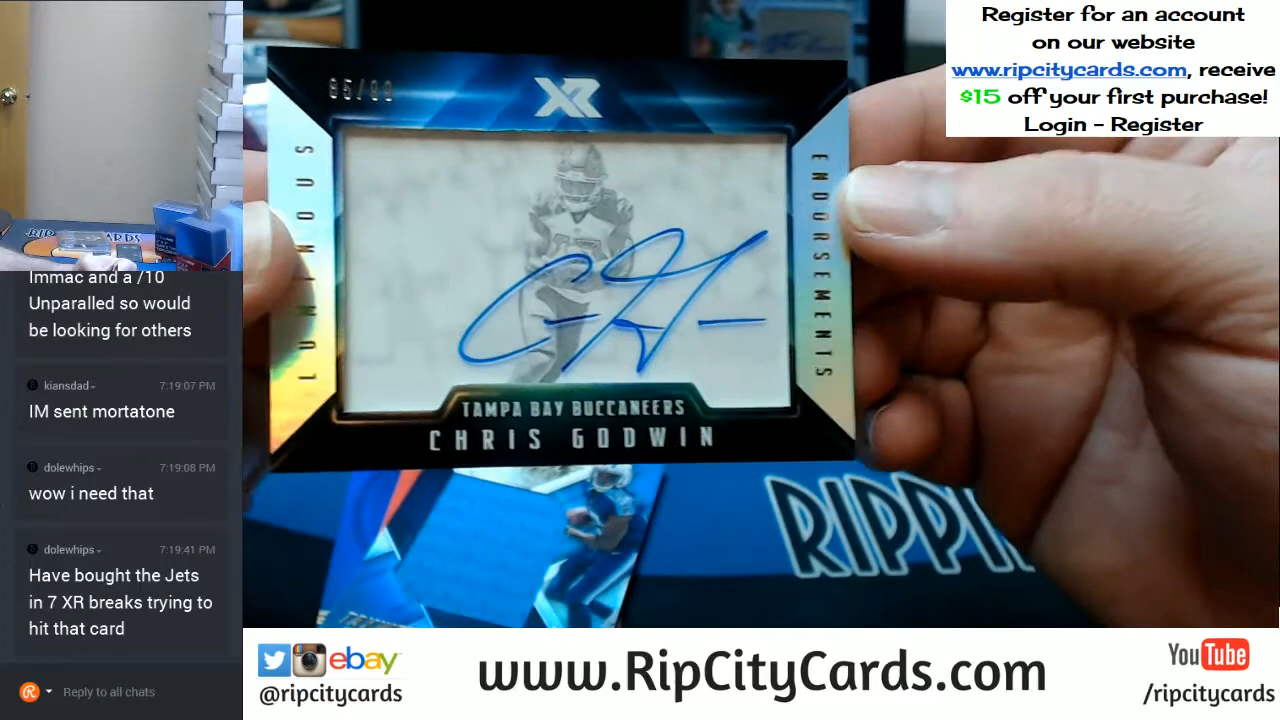 Register for an account
on our website
www.ripcitycards.com, receive
$15 off your first purchase!
Login - Register
85/99
XR
LUMINOUS
ENDORSEMENTS
TAMPA BAY BUCCANEERS
CHRIS GODWIN
RIPPIN
Immac and a /10
Unparalled so would
be looking for others
kiansdad
7:19:07 PM
IM sent mortatone
dolewhips
7:19:08 PM
wow i need that
dolewhips
7:19:41 PM
Have bought the Jets
in 7 XR breaks trying to
hit that card
Reply to all chats
ebay
@ripcitycards
www.RipCityCards.com
YouTube
/ripcitycards